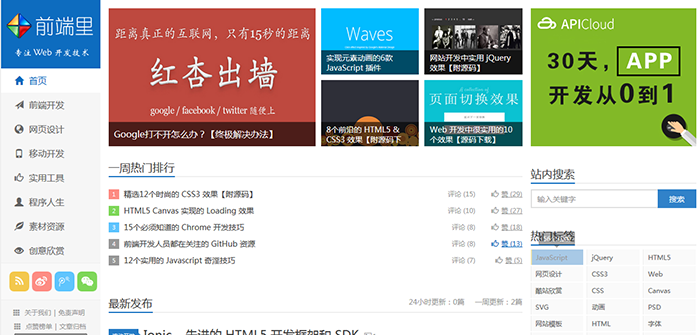 前端里
专注 Web 开发技术
首页
前端开发
网页设计
移动开发
实用工具
程序人生
素材资源
创意欣赏
关于我们 | 免责声明
点赞榜单 | 文章归档
距离真正的互联网，只有15秒的距离
红杏出墙
google / facebook / twitter 随便上
Google打不开怎么办？【终极解决办法】
Waves
实现元素动画的6款
JavaScript 插件
网站开发中实用 jQuery
效果【附源码】
8个前沿的 HTML5 &
CSS3 效果【附源码下
页面切换效果
Web 开发中很实用的10
个效果【源码下载】
APICloud
30天，APP
开发从0到1
一周热门排行
1 精选12个时尚的 CSS3 效果【附源码】 评论 (15) 赞 (29)
2 HTML5 Canvas 实现的 Loading 效果 评论 (10) 赞 (27)
3 15个必须知道的 Chrome 开发技巧 评论 (8) 赞 (18)
4 前端开发人员都在关注的 GitHub 资源 评论 (8) 赞 (13)
5 12个实用的 Javascript 奇淫技巧 评论 (7) 赞 (11)
最新发布
24小时更新：0篇 一周更新：2篇
Ionic - 先进的 HTML5 开发框架和 SDK
站内搜索
输入关键字 搜索
热门标签
JavaScript jQuery HTML5
网页设计 CSS3 Web
酷站欣赏 CSS Canvas
SVG 动画 PSD
网站模板 HTML 字体